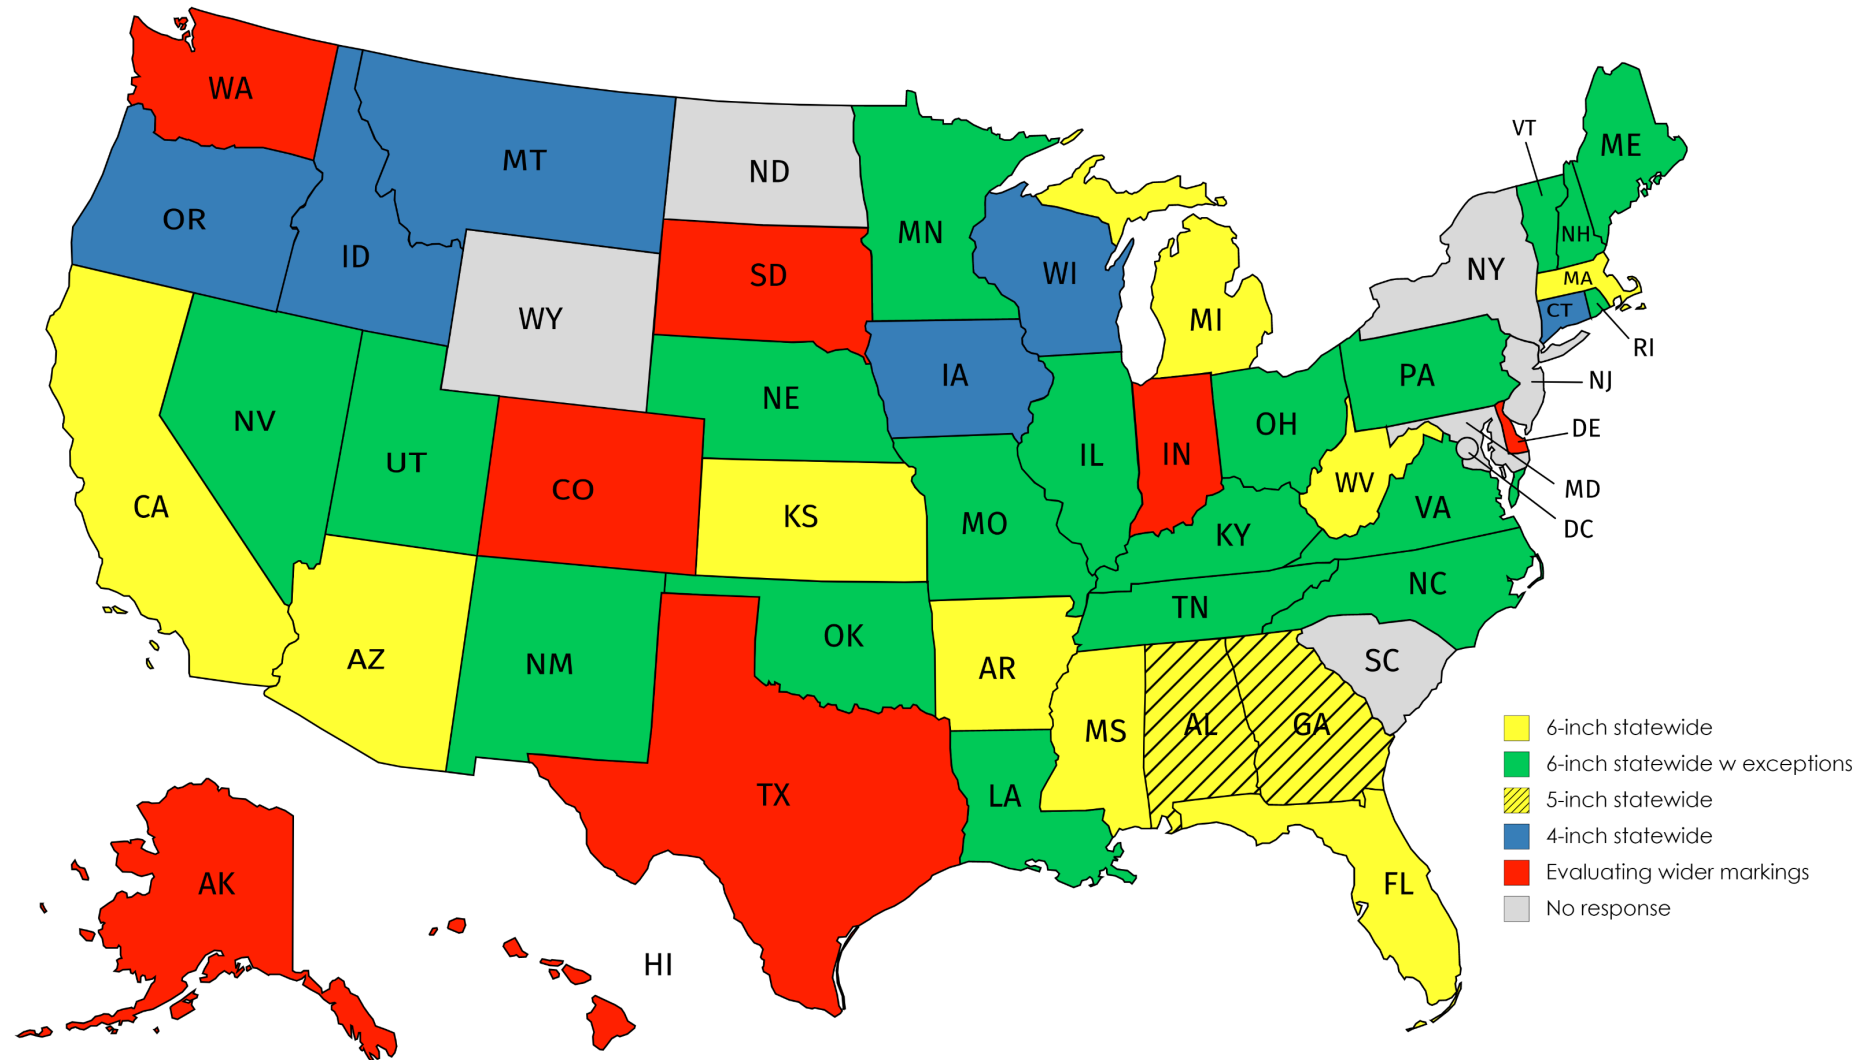 WA
MT
ND
OR
ID
WY
SD
MN
WI
MI
IA
NE
NV
UT
CO
CA
KS
MO
IL
IN
OH
KY
WV
VA
PA
NY
VT
NH
ME
MA
CT
RI
NJ
DE
MD
DC
NC
TN
SC
AZ
NM
OK
AR
TX
LA
MS
AL
GA
FL
AK
HI
6-inch statewide
6-inch statewide w exceptions
5-inch statewide
4-inch statewide
Evaluating wider markings
No response